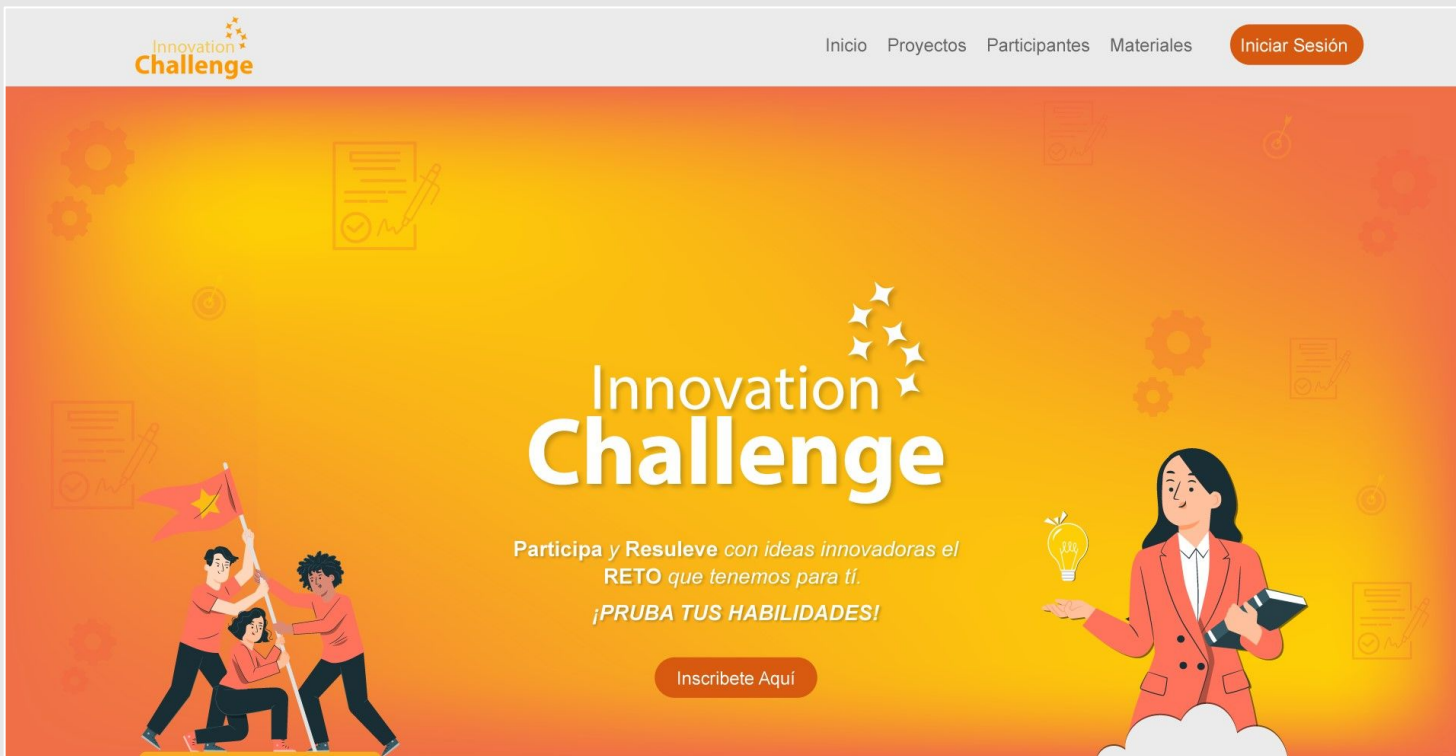 Innovation
Challenge
Inicio Proyectos Participantes Materiales Iniciar Sesión
Innovation
Challenge
Participa y Resuleve con ideas innovadoras el
RETO que tenemos para tí.
¡PRUBA TUS HABILIDADES!
Inscribete Aquí